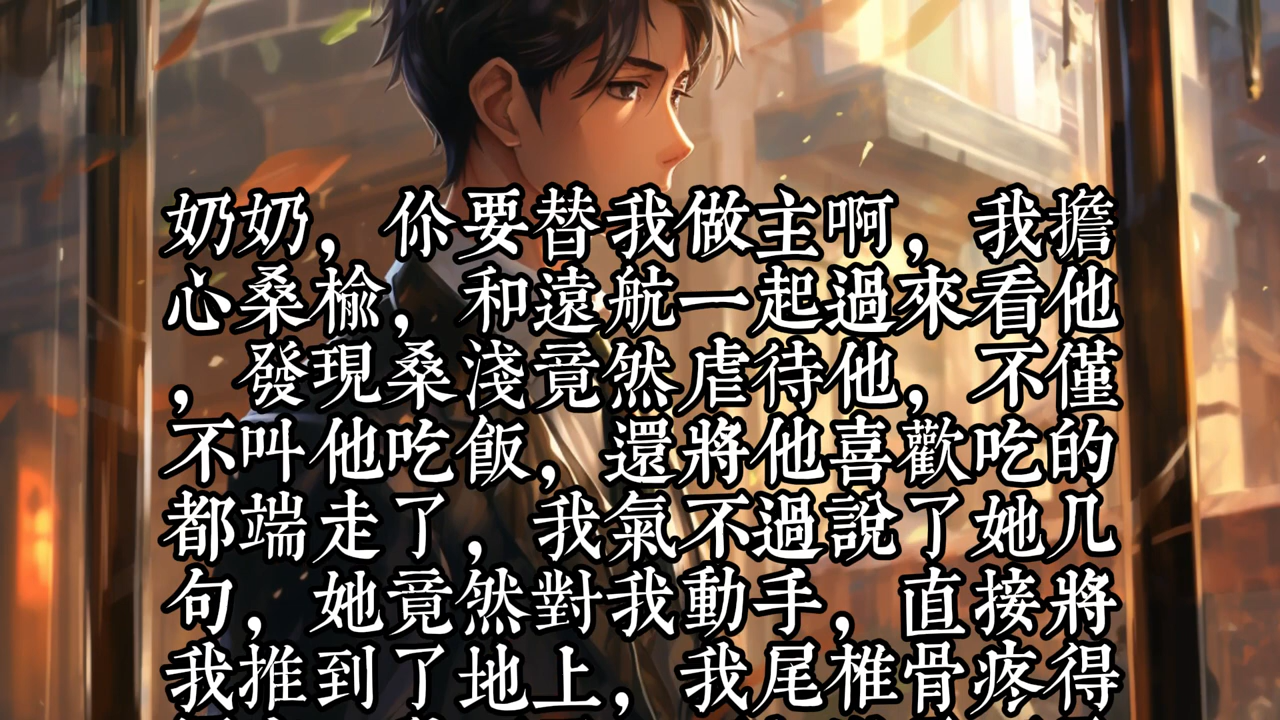 奶奶，你要替我做主啊，我擔
心桑榆，和遠航一起過來看他
，發現桑淺竟然虐待他，不僅
不叫他吃飯，還將他喜歡吃的
都端走了，我氣不過說了她几
句，她竟然對我動手，直接將
我推到了地上，我尾椎骨疼得